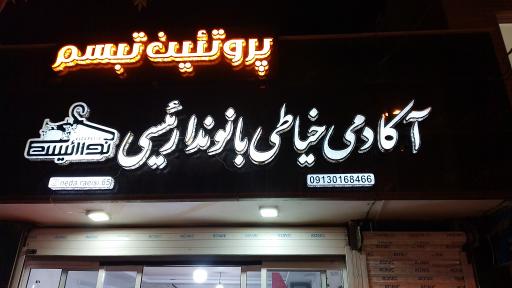 پروتئین تبسم
آکادمی خیاطی بانو ندا رئیسی
ندا رئیسی
neda.raeisi.65
09130168466